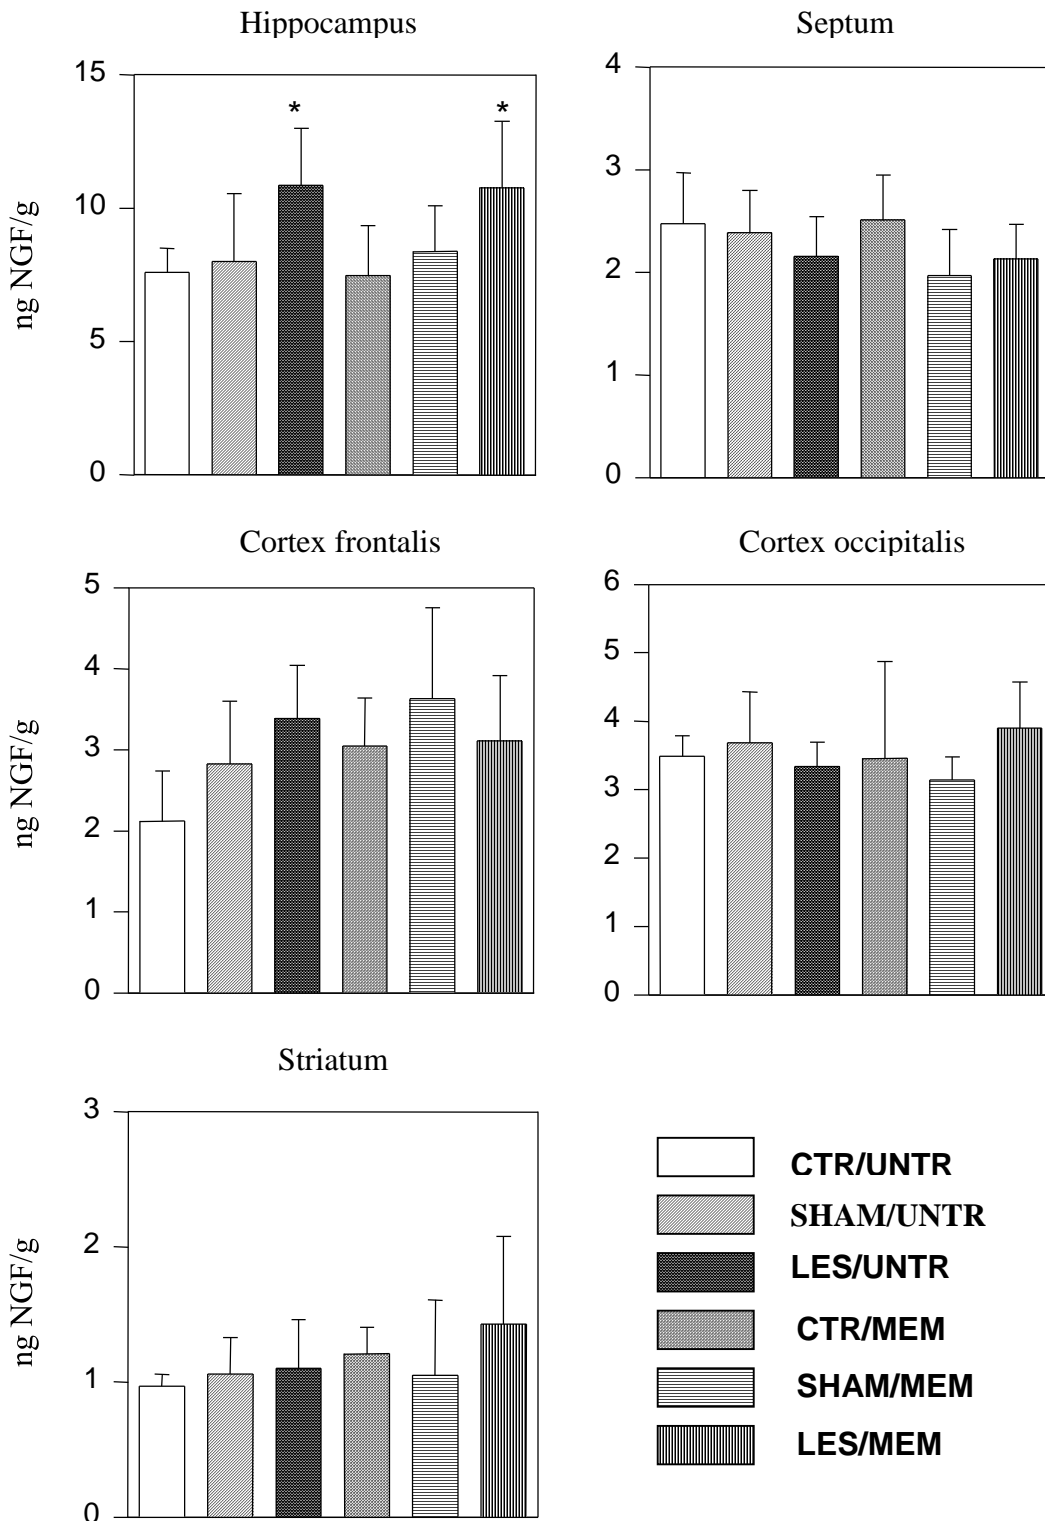 Hippocampus
Septum
15
10
5
0
ng NGF/g
*
*
4
3
2
1
0
Cortex frontalis
Cortex occipitalis
5
4
3
2
1
0
ng NGF/g
6
5
4
3
2
1
0
Striatum
3
2
1
0
ng NGF/g
CTR/UNTR
SHAM/UNTR
LES/UNTR
CTR/MEM
SHAM/MEM
LES/MEM